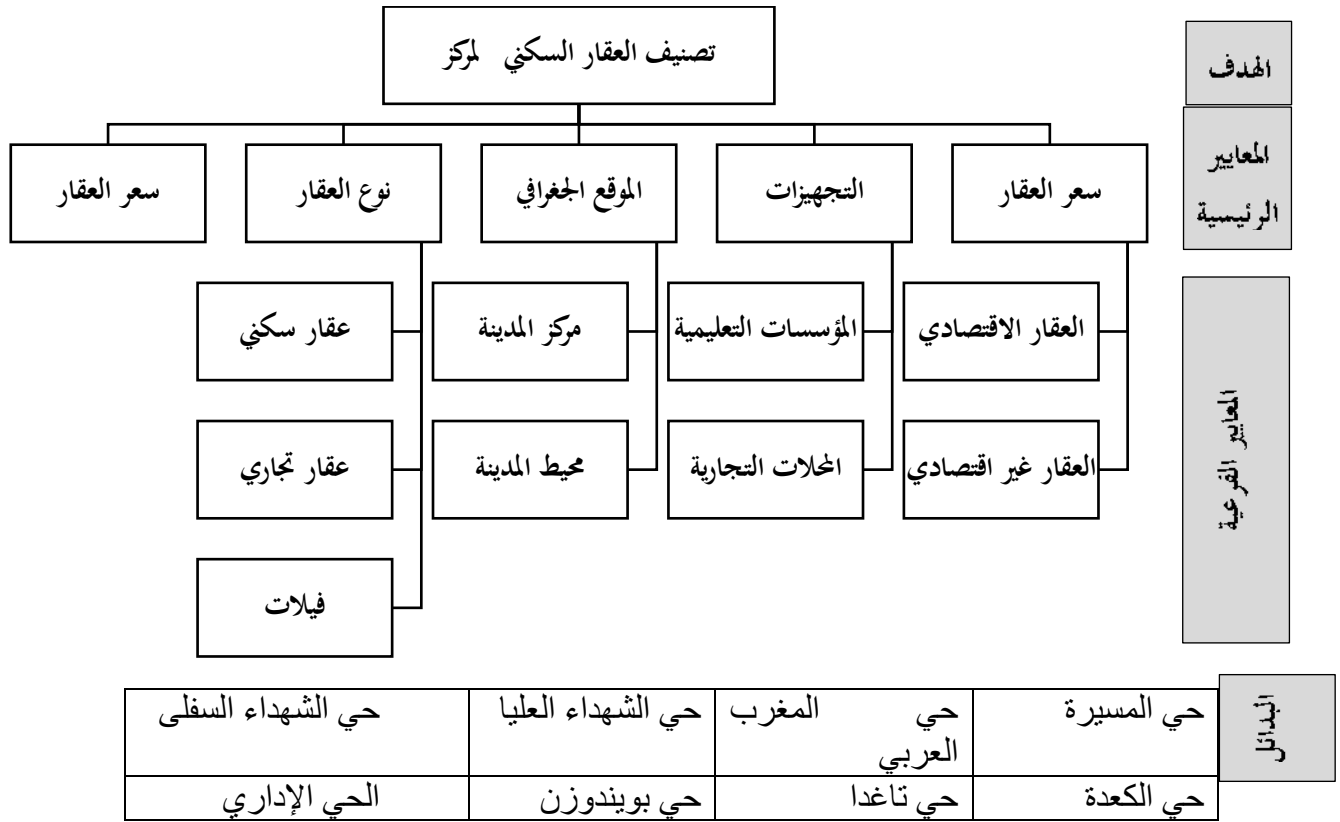 تصنيف العقار السكني لمركز
الهدف
المعايير
الرئيسية
سعر العقار
التجهيزات
الموقع الجغرافي
نوع العقار
سعر العقار
المعايير الفرعية
العقار الاقتصادي
المؤسسات التعليمية
مركز المدينة
عقار سكني
العقار غير اقتصادي
المحلات التجارية
محيط المدينة
عقار تجاري
فيلات
البدائل
حي المسيرة
حي المغرب
العربي
حي الشهداء العليا
حي الشهداء السفلى
حي الكعدة
حي تاغدا
حي بويندوزن
الحي الإداري